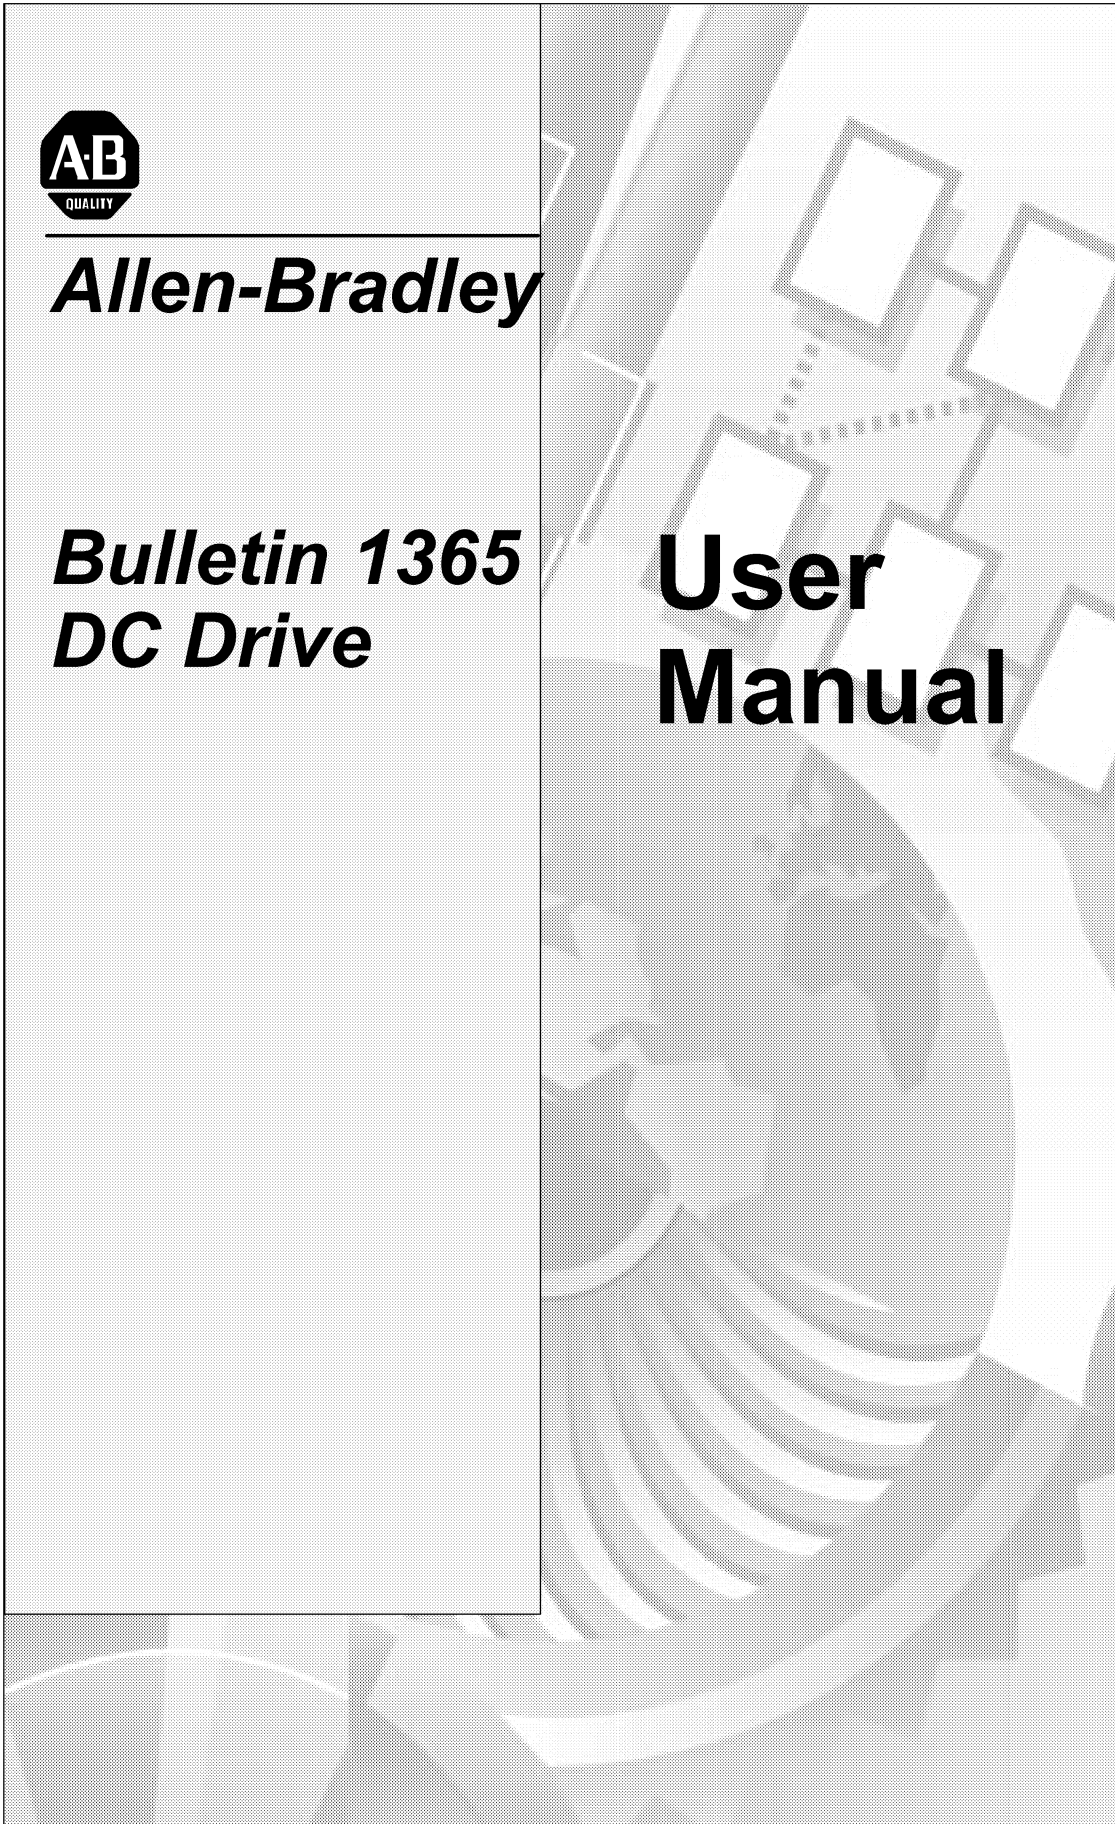 A·B
QUALITY
Allen-Bradley
Bulletin 1365
DC Drive
User
Manual